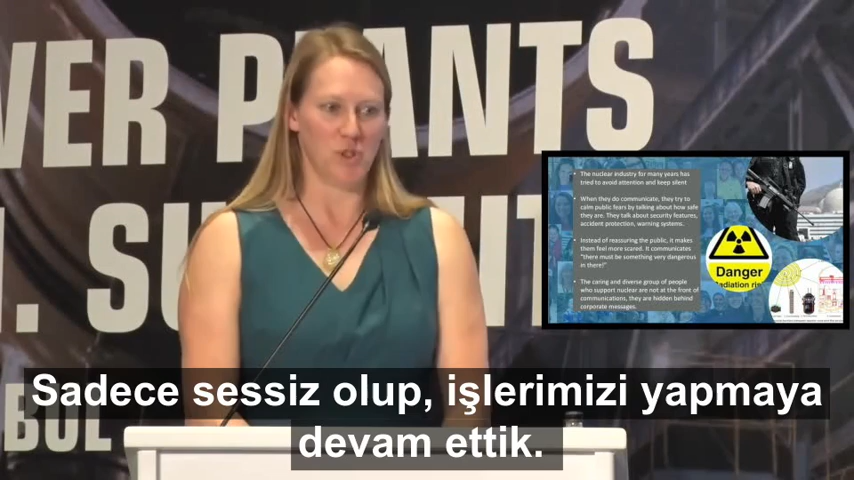 VER PLANTS
. SUMMIT
BUL
• The nuclear industry for many years has
tried to avoid attention and keep silent
When they do communicate, they try to
calm public fears by talking about how safe
they are. They talk about security features,
accident protection, warning systems.
• Instead of reassuring the public, it makes
them feel more scared. It communicates
"there must be something very dangerous
in there!"
• The caring and diverse group of people
who support nuclear are not at the front of
communications, they are hidden behind
corporate messages.
Danger
Radiation ris
Sadece sessiz olup, işlerimizi yapmaya
devam ettik.